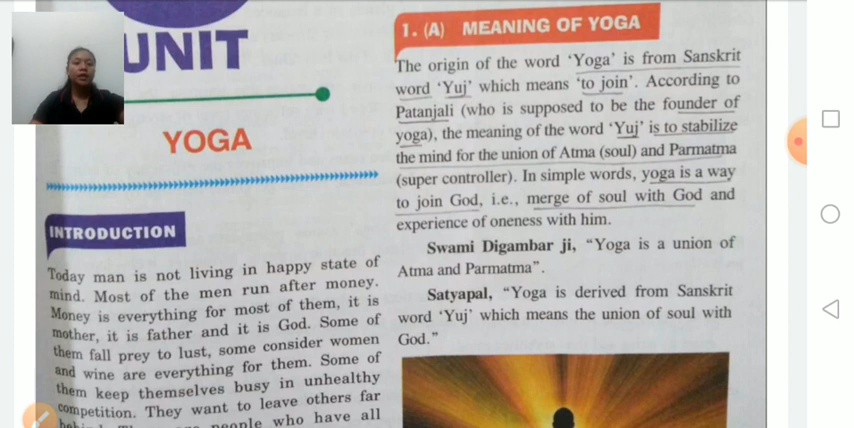 UNIT
YOGA
INTRODUCTION
Today man is not living in happy state of
mind. Most of the men run after money.
Money is everything for most of them, it is
mother, it is father and it is God. Some of
them fall prey to lust, some consider women
and wine are everything for them. Some of
them keep themselves busy in unhealthy
competition. They want to leave others far
people who have all
1. (A) MEANING OF YOGA
The origin of the word ‘Yoga’ is from Sanskrit
word ‘Yuj’ which means ‘to join’. According to
Patanjali (who is supposed to be the founder of
yoga), the meaning of the word ‘Yuj’ is to stabilize
the mind for the union of Atma (soul) and Parmatma
(super controller). In simple words, yoga is a way
to join God, i.e., merge of soul with God and
experience of oneness with him.
Swami Digambar ji, “Yoga is a union of
Atma and Parmatma”.
Satyapal, “Yoga is derived from Sanskrit
word ‘Yuj’ which means the union of soul with
God.”